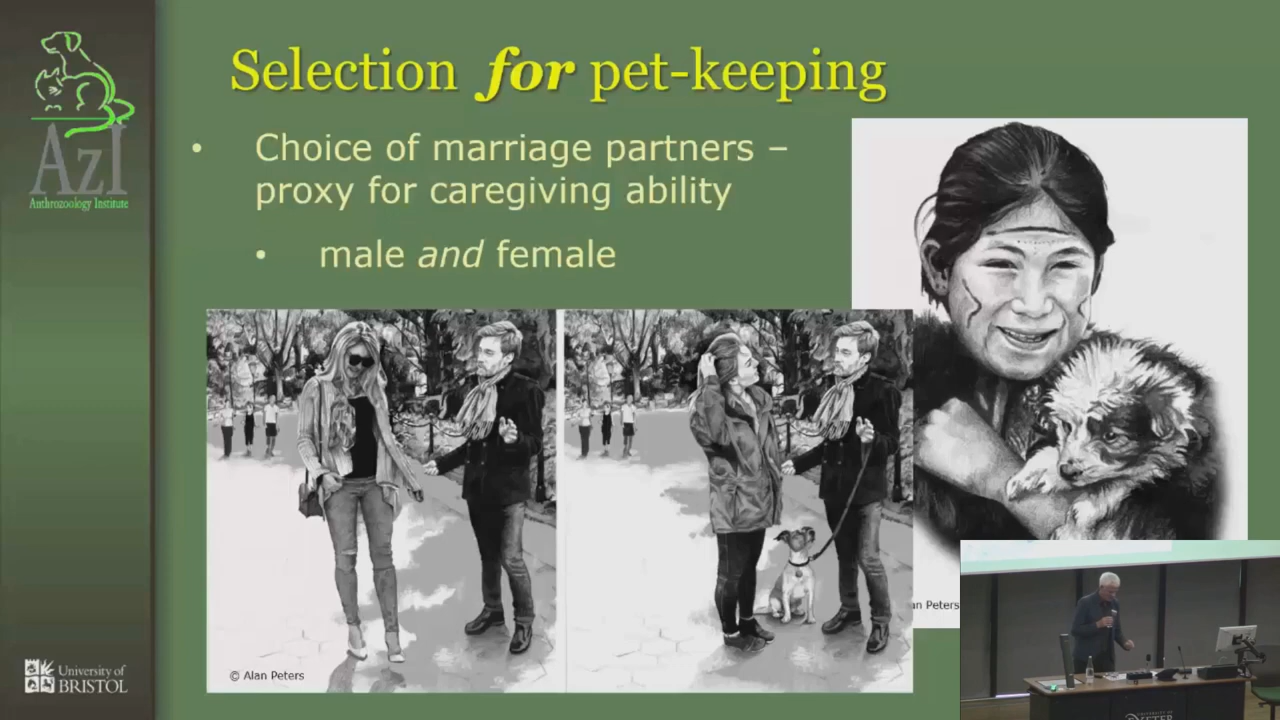 Selection for pet-keeping
• Choice of marriage partners –
proxy for caregiving ability
• male and female
AzI
Anthrozoology Institute
© Alan Peters
an Peters
University of
BRISTOL